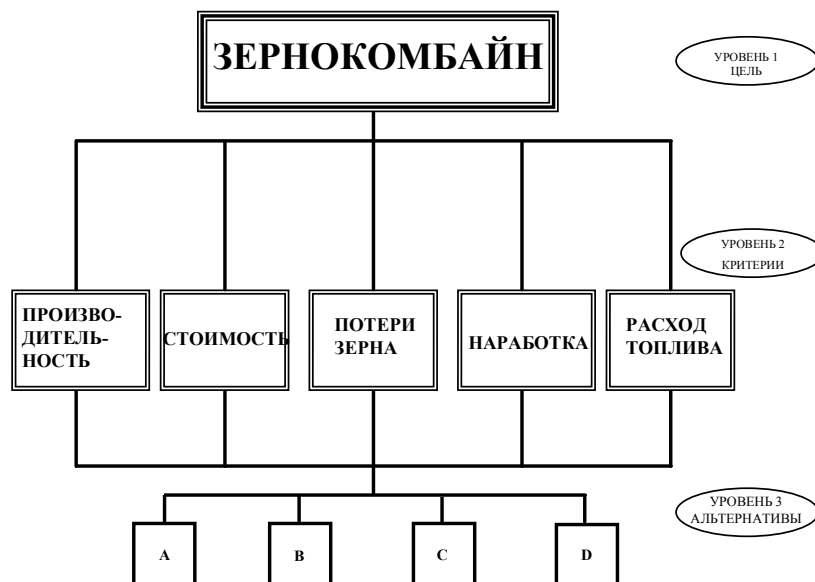 ЗЕРНОКОМБАЙН
УРОВЕНЬ 1
ЦЕЛЬ
УРОВЕНЬ 2
КРИТЕРИИ
ПРОИЗВО-
ДИТЕЛЬ-
НОСТЬ
СТОИМОСТЬ
ПОТЕРИ
ЗЕРНА
НАРАБОТКА
РАСХОД
ТОПЛИВА
УРОВЕНЬ 3
АЛЬТЕРНАТИВЫ
A
B
C
D